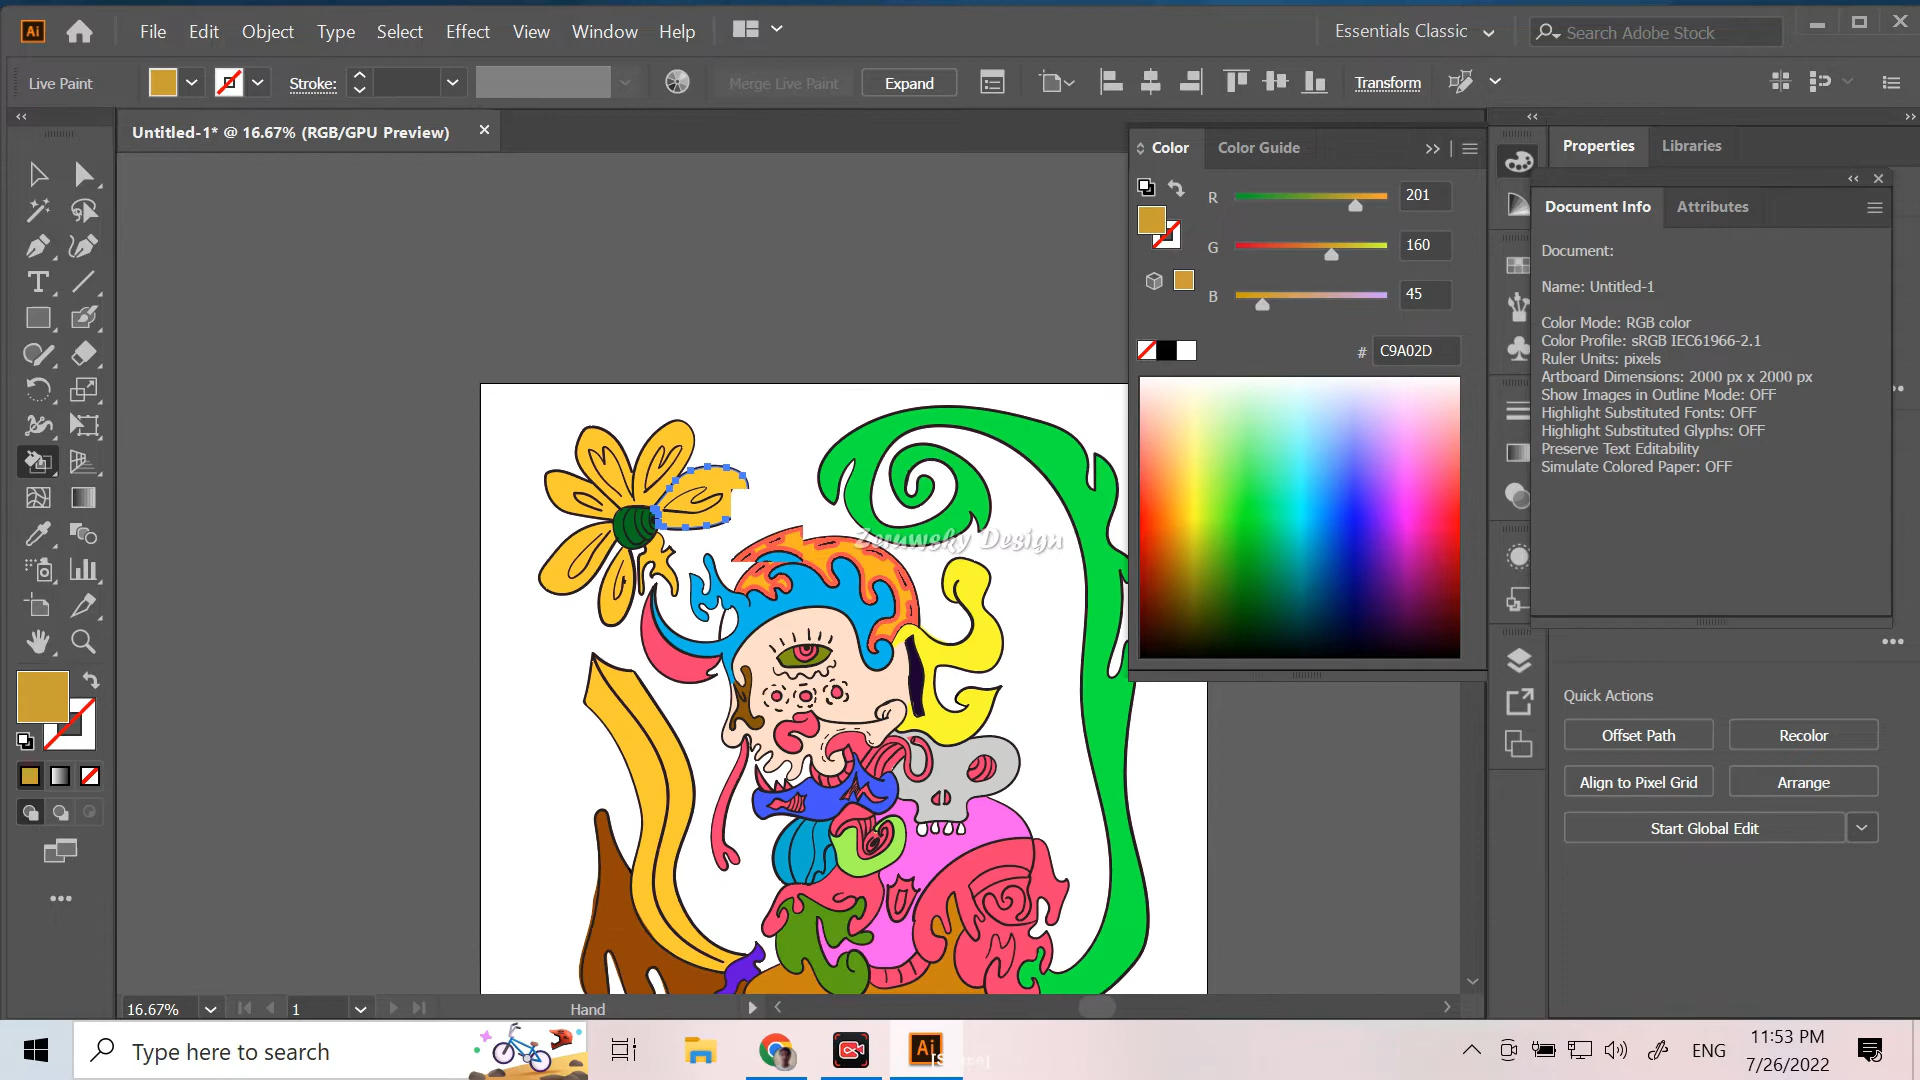 Ai File Edit Object Type Select Effect View Window Help Essentials Classic Search Adobe Stock
Live Paint Stroke: Merge Live Paint Expand Transform
Untitled-1* @ 16.67% (RGB/GPU Preview)
Color Color Guide
R 201
G 160
B 45
# C9A02D
Properties Libraries
Document Info Attributes
Document:
Name: Untitled-1
Color Mode: RGB color
Color Profile: sRGB IEC61966-2.1
Ruler Units: pixels
Artboard Dimensions: 2000 px x 2000 px
Show Images in Outline Mode: OFF
Highlight Substituted Fonts: OFF
Highlight Substituted Glyphs: OFF
Preserve Text Editability
Simulate Colored Paper: OFF
Zerawsky Design
Quick Actions
Offset Path Recolor
Align to Pixel Grid Arrange
Start Global Edit
16.67% 1 Hand
Type here to search
Ai
ENG
11:53 PM
7/26/2022